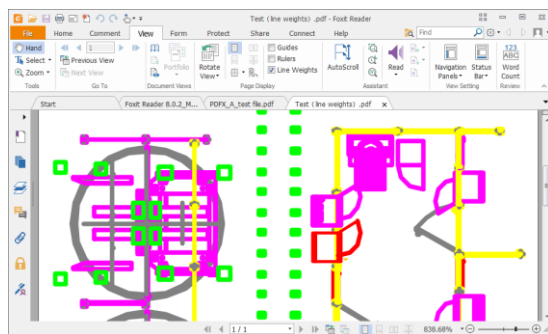 Test (line weights) .pdf - Foxit Reader
File Home Comment View Form Protect Share Connect Help Find
Hand
Select
Zoom
Tools
1
Previous View
Next View
Go To
Portfolio
Document Views
Rotate View
Page Display
Guides
Rulers
Line Weights
AutoScroll
Assistant
Read
Navigation Panels
Status Bar
View Setting
123
ABC
Word Count
Review
Start Foxit Reader 8.0.2_M... PDFX_A_test file.pdf Test (line weights) .pdf
1 / 1 838.68%